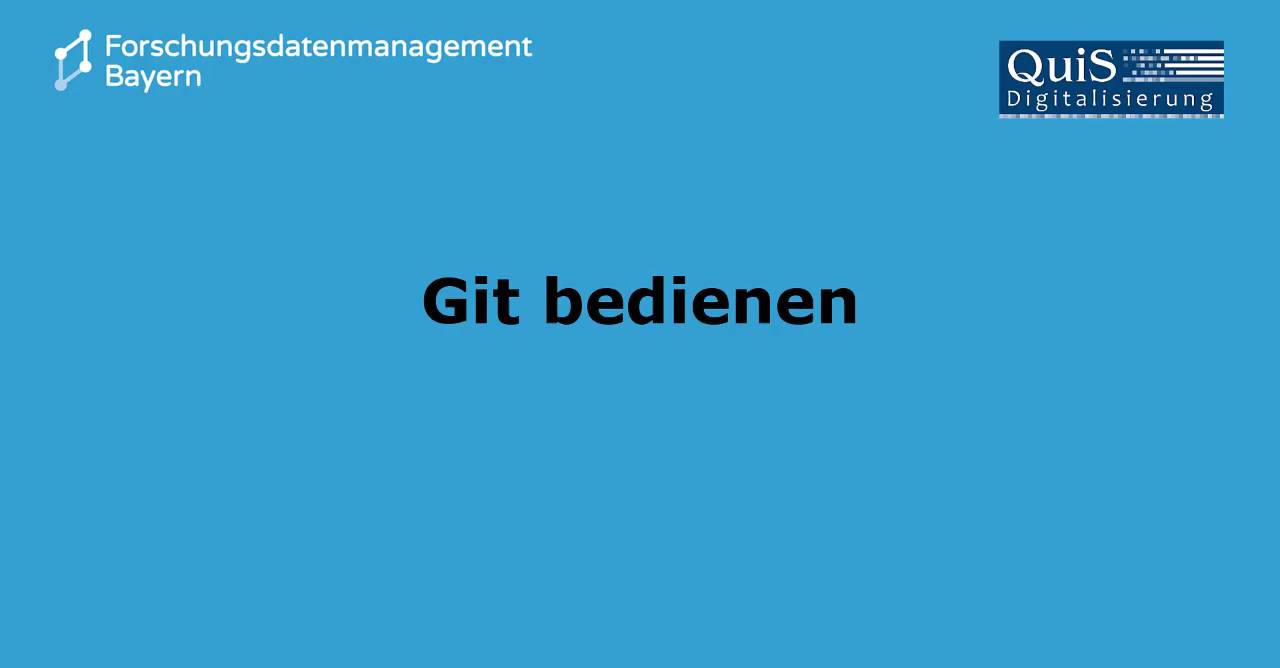 Forschungsdatenmanagement
Bayern
QuiS
Digitalisierung
Git bedienen